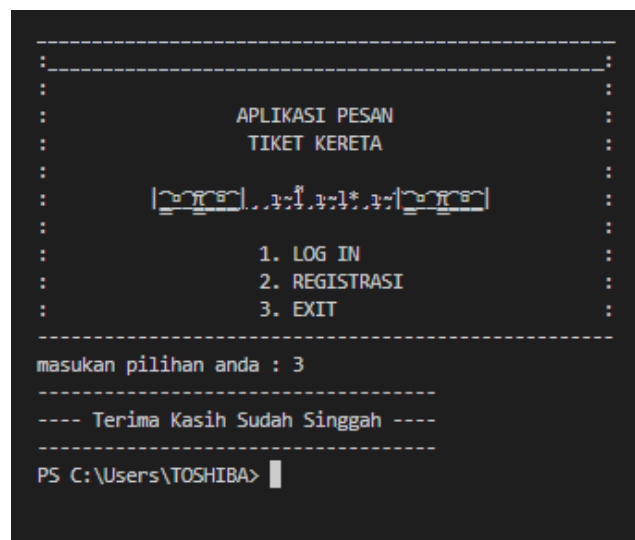 APLIKASI PESAN
TIKET KERETA
1. LOG IN
2. REGISTRASI
3. EXIT
masukan pilihan anda : 3
---- Terima Kasih Sudah Singgah ----
PS C:\Users\TOSHIBA>